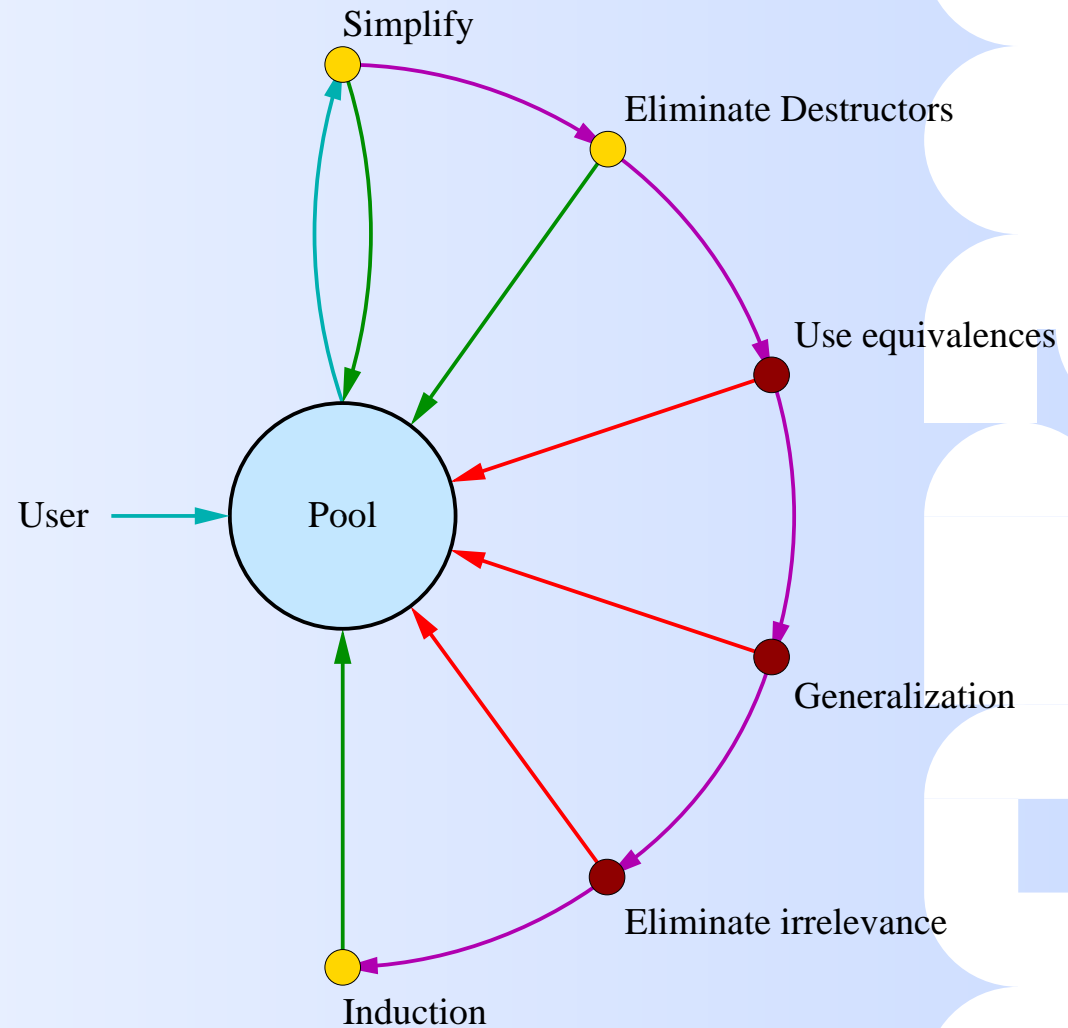 Simplify
Eliminate Destructors
Use equivalences
User
Pool
Generalization
Eliminate irrelevance
Induction